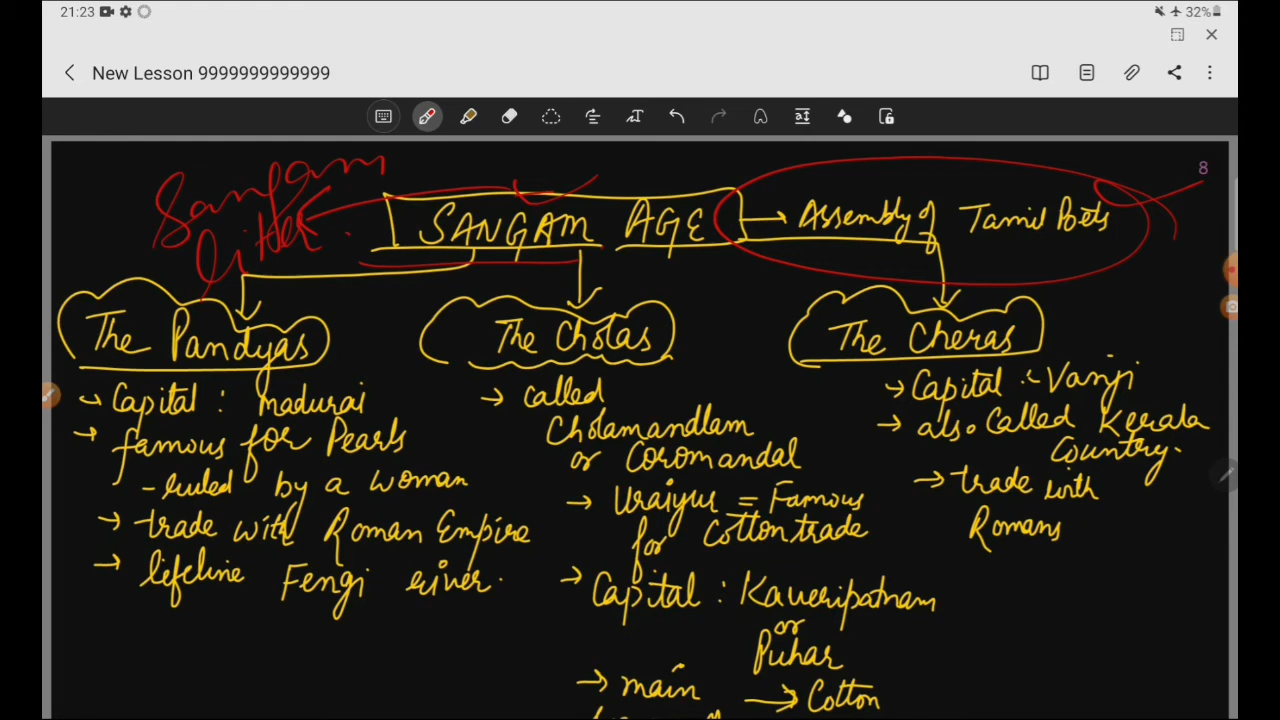 21:23
32%
New Lesson 9999999999999
8
Sangam
SANGAM AGE → Assembly of Tamil Poets
The Pandyas
→ Capital : Madurai
→ famous for Pearls
- ruled by a woman
→ trade with Roman Empire
→ lifeline Fengi river.
The Cholas
→ called
Cholamandlam
or Coromandal
→ Uraiyur = Famous
for Cotton trade
→ Capital : Kaveripatnam
or
Puhar
→ main → Cotton
The Cheras
→ Capital :- Vanji
→ also called Kerala
Country.
→ trade with
Romans